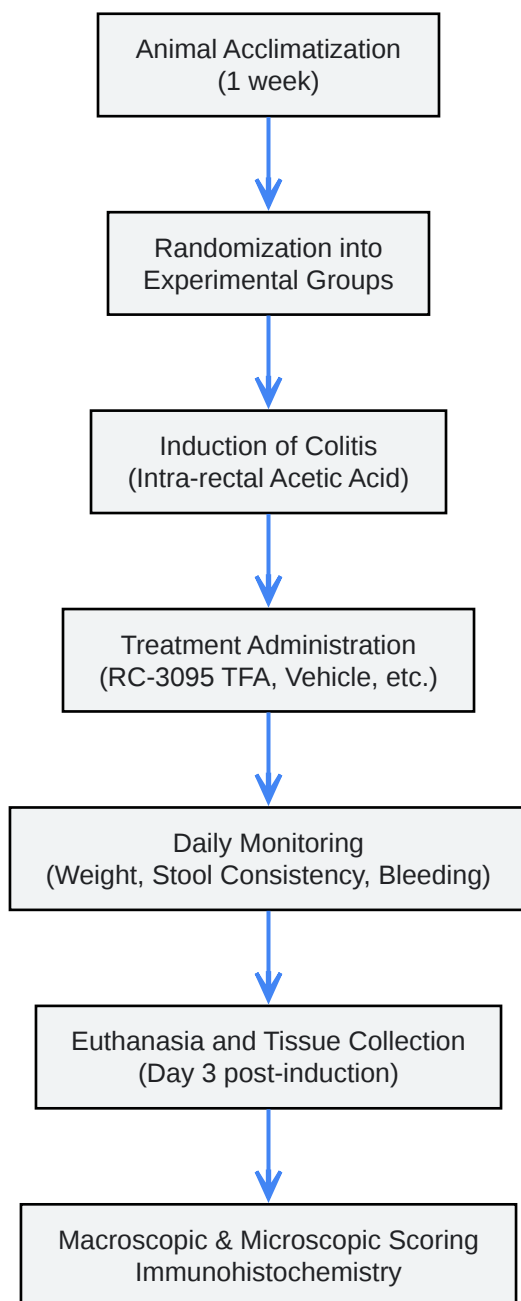 Animal Acclimatization
(1 week)
Randomization into
Experimental Groups
Induction of Colitis
(Intra-rectal Acetic Acid)
Treatment Administration
(RC-3095 TFA, Vehicle, etc.)
Daily Monitoring
(Weight, Stool Consistency, Bleeding)
Euthanasia and Tissue Collection
(Day 3 post-induction)
Macroscopic & Microscopic Scoring
Immunohistochemistry